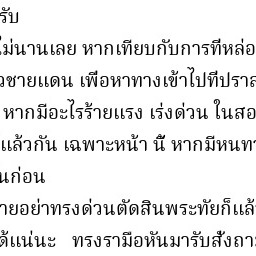 รับ
ไม่นานเลย หากเทียบกับการที่หล่อ
วชายแดน เพื่อหาทางเข้าไปที่ปราส
หากมีอะไรร้ายแรง เร่งด่วน ในสอ
แล้วกัน เฉพาะหน้า นี้ หากมีหนทา
นก่อน
ายอย่าทรงด่วนตัดสินพระทัยก็แล้
ด้แน่นะ ทรงรามือหันมารับสั่งถา